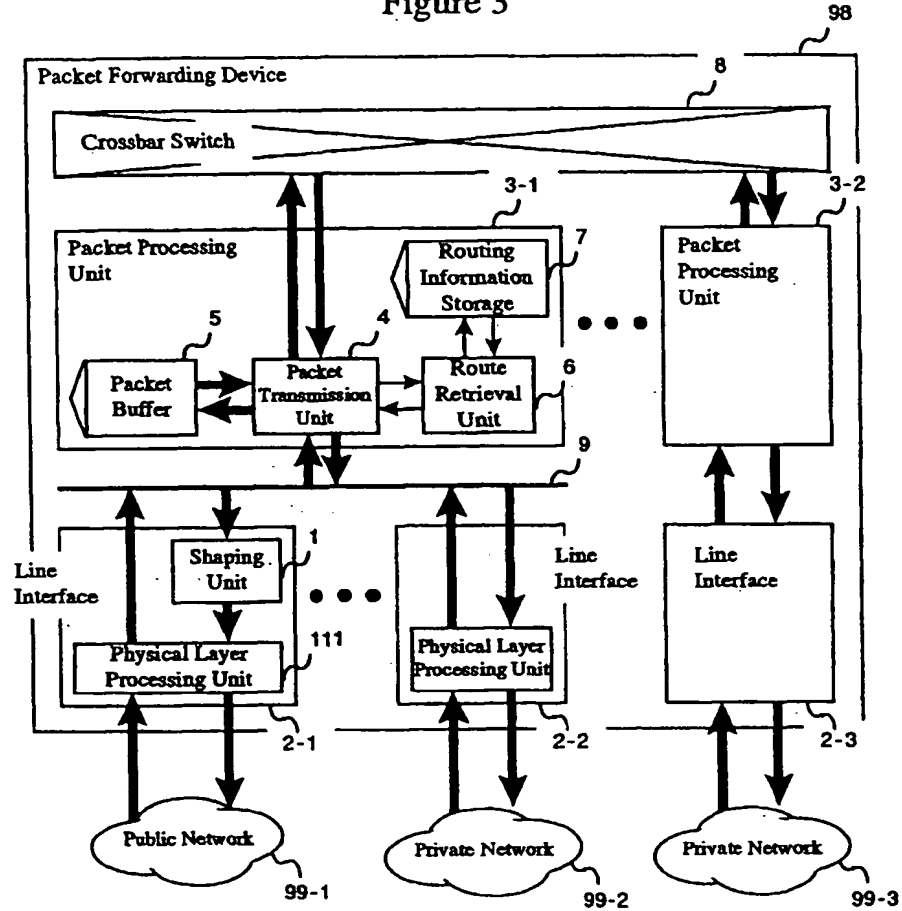 Figure 3
98
Packet Forwarding Device
8
Crossbar Switch
3-1
3-2
Packet Processing
Unit
7
Routing
Information
Storage
Packet
Processing
Unit
5
4
Packet
Buffer
Packet
Transmission
Unit
Route
Retrieval
Unit
6
9
1
Shaping
Unit
Line
Interface
Line
Interface
Line
Interface
111
Physical Layer
Processing Unit
Physical Layer
Processing Unit
2-1
2-2
2-3
Public Network
Private Network
Private Network
99-1
99-2
99-3